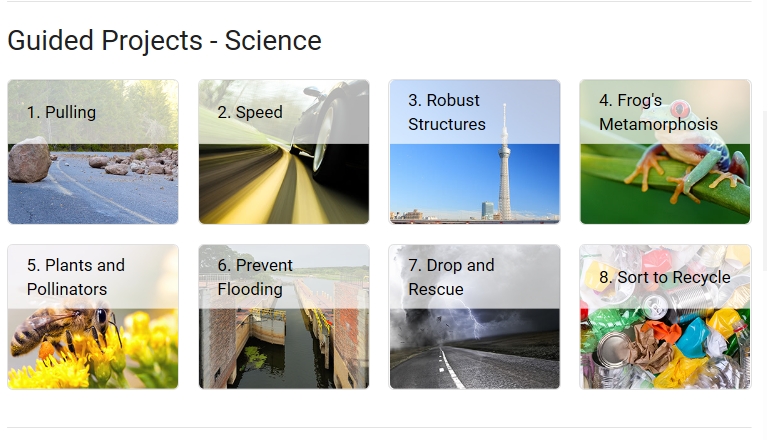 Guided Projects - Science
1. Pulling
2. Speed
3. Robust
Structures
4. Frog's
Metamorphosis
5. Plants and
Pollinators
6. Prevent
Flooding
7. Drop and
Rescue
8. Sort to Recycle